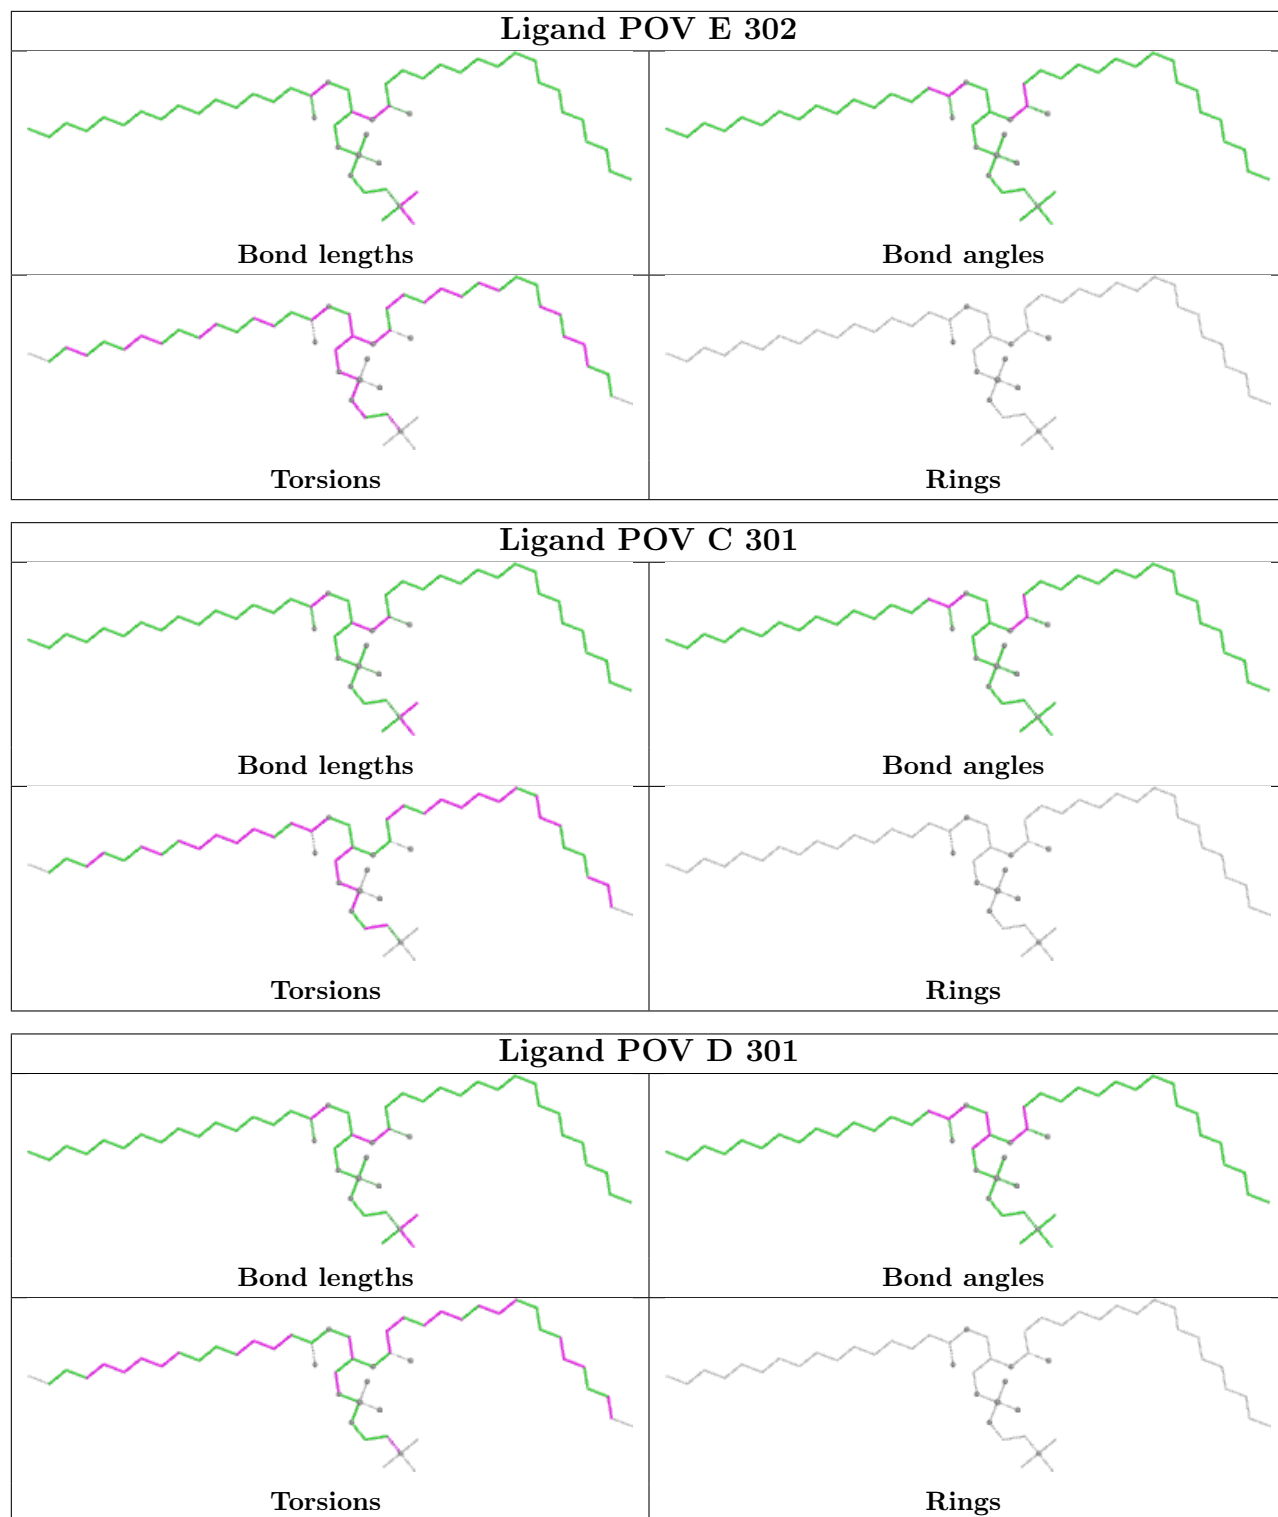 Ligand POV E 302
Bond lengths
Bond angles
Torsions
Rings
Ligand POV C 301
Bond lengths
Bond angles
Torsions
Rings
Ligand POV D 301
Bond lengths
Bond angles
Torsions
Rings